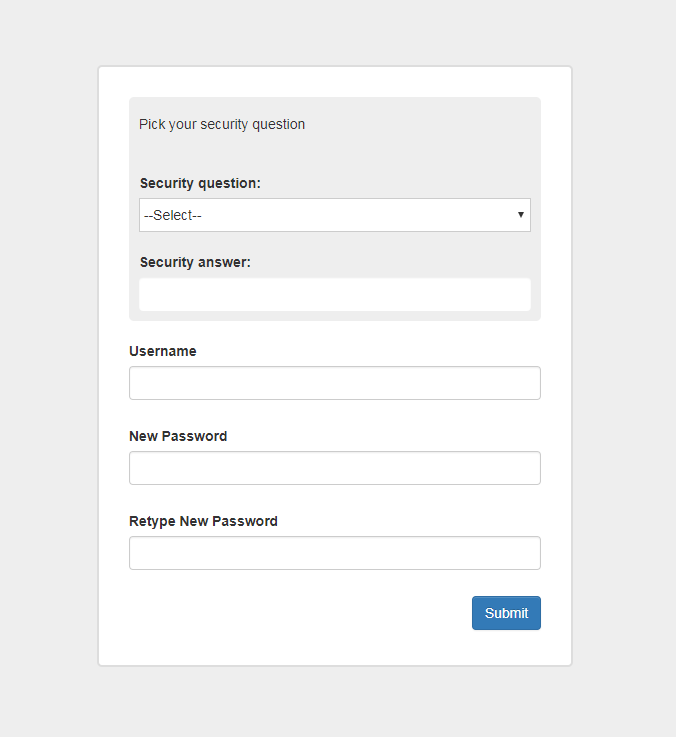 Pick your security question
Security question:
--Select--
Security answer:
Username
New Password
Retype New Password
Submit